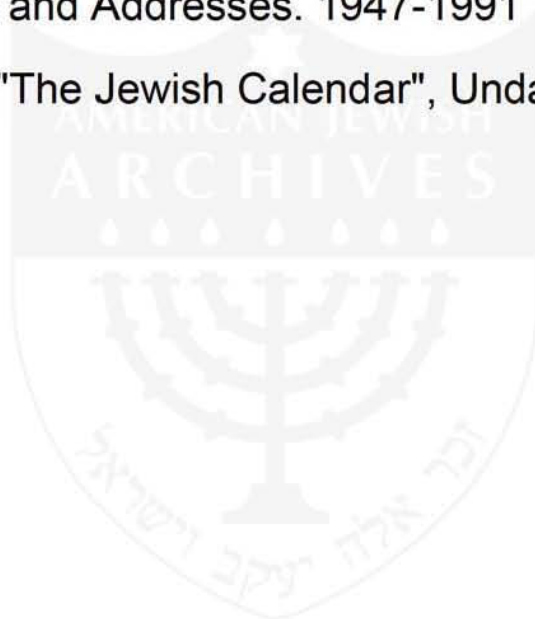 and Addresses. 1947-1991
"The Jewish Calendar", Unda
AMERICAN JEWISH
ARCHIVES
זכר אלה יעקב וישראל